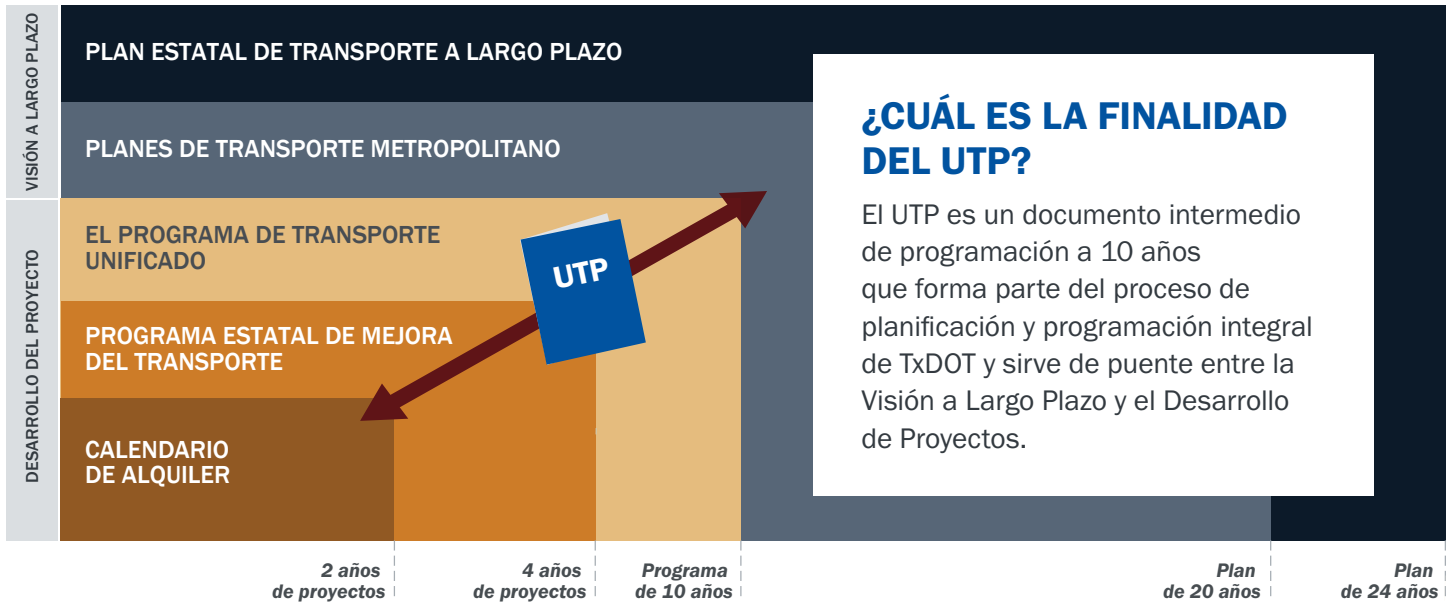 VISIÓN A LARGO PLAZO
PLAN ESTATAL DE TRANSPORTE A LARGO PLAZO
PLANES DE TRANSPORTE METROPOLITANO
DESARROLLO DEL PROYECTO
EL PROGRAMA DE TRANSPORTE
UNIFICADO
PROGRAMA ESTATAL DE MEJORA
DEL TRANSPORTE
CALENDARIO
DE ALQUILER
UTP
¿CUÁL ES LA FINALIDAD
DEL UTP?
El UTP es un documento intermedio
de programación a 10 años
que forma parte del proceso de
planificación y programación integral
de TxDOT y sirve de puente entre la
Visión a Largo Plazo y el Desarrollo
de Proyectos.
2 años
de proyectos
4 años
de proyectos
Programa
de 10 años
Plan
de 20 años
Plan
de 24 años